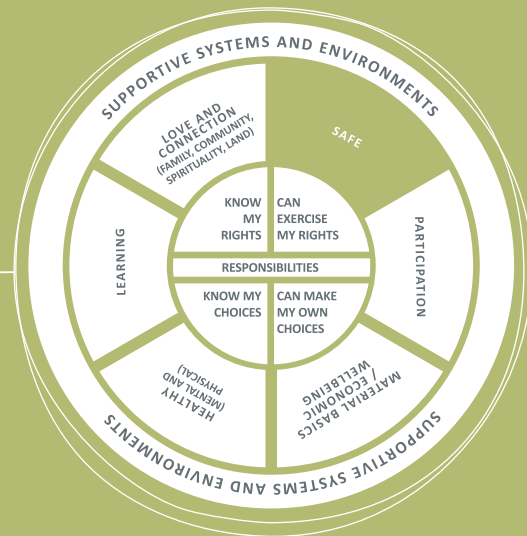 SUPPORTIVE SYSTEMS AND ENVIRONMENTS
LOVE AND
CONNECTION
(FAMILY, COMMUNITY,
SPIRITUALITY, LAND)
SAFE
LEARNING
PARTICIPATION
KNOW
MY
RIGHTS
CAN
EXERCISE
MY RIGHTS
RESPONSIBILITIES
KNOW MY
CHOICES
CAN MAKE
MY OWN
CHOICES
HEALTHY
(MENTAL AND
PHYSICAL)
MATERIAL BASICS
/ ECONOMIC
WELLBEING
SUPPORTIVE SYSTEMS AND ENVIRONMENTS